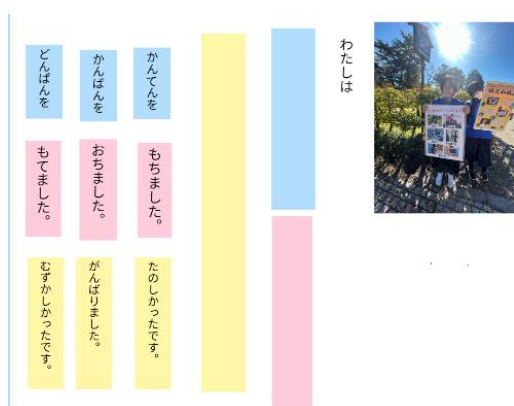 わたしは
かんてんを
もちました。
たのしかったです。
かんばんを
おちました。
がんばりました。
どんぱんを
もてました。
むずかしかったです。